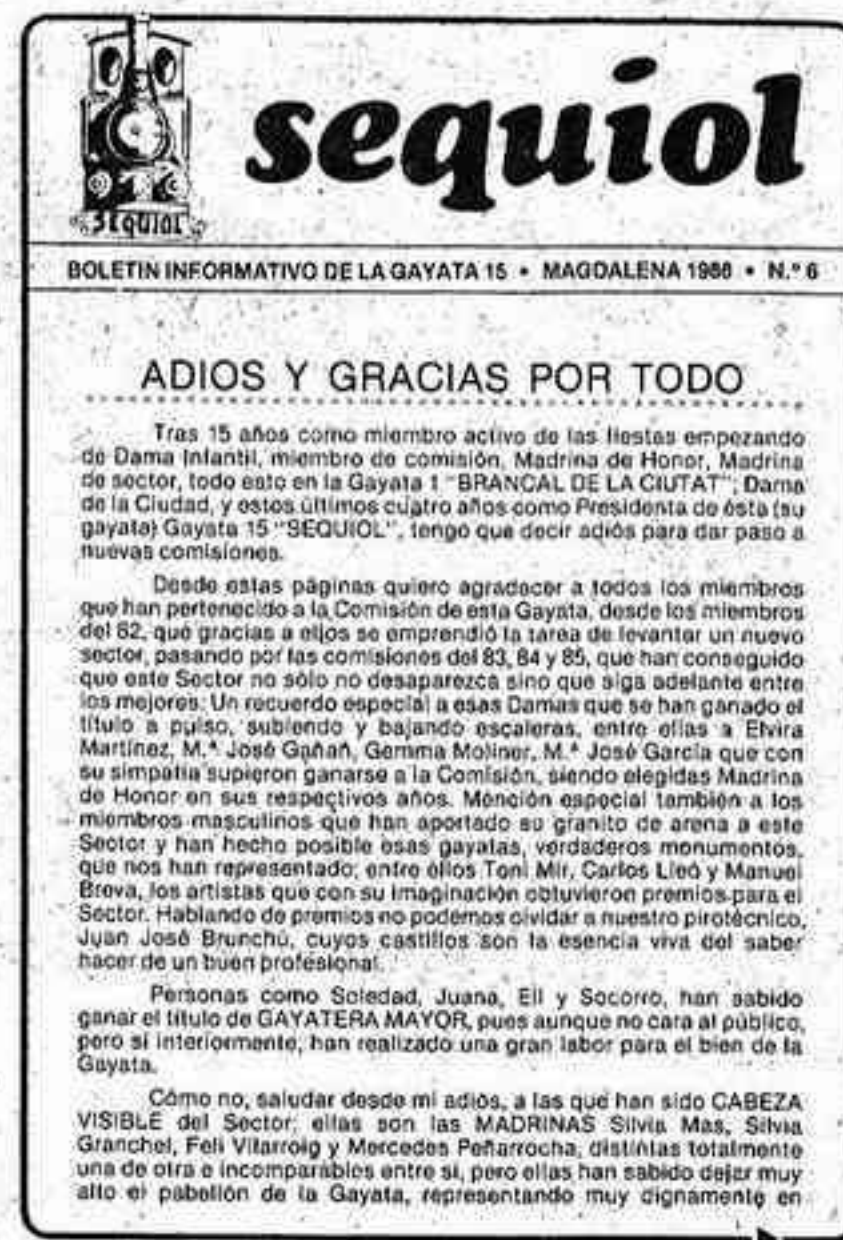 sequiol
SEQUIOL
BOLETIN INFORMATIVO DE LA GAYATA 15 • MAGDALENA 1986 • N.º 6
ADIOS Y GRACIAS POR TODO
Tras 15 años como miembro activo de las fiestas empezando
de Dama Infantil, miembro de comisión, Madrina de Honor, Madrina
de sector, todo esto en la Gayata 1 "BRANCAL DE LA CIUTAT"; Dama
de la Ciudad, y estos últimos cuatro años como Presidenta de ésta (su
gayata) Gayata 15 "SEQUIOL", tengo que decir adiós para dar paso a
nuevas comisiones.
Desde estas páginas quiero agradecer a todos los miembros
que han pertenecido a la Comisión de esta Gayata, desde los miembros
del 82, que gracias a ellos se emprendió la tarea de levantar un nuevo
sector, pasando por las comisiones del 83, 84 y 85, que han conseguido
que este Sector no sólo no desaparezca sino que siga adelante entre
los mejores. Un recuerdo especial a esas Damas que se han ganado el
título a pulso, subiendo y bajando escaleras, entre ellas a Elvira
Martínez, M.ª José Gañañ, Gemma Moliner, M.ª José García que con
su simpatía supieron ganarse a la Comisión, siendo elegidas Madrina
de Honor en sus respectivos años. Mención especial también a los
miembros masculinos que han aportado su granito de arena a este
Sector y han hecho posible esas gayatas, verdaderos monumentos,
que nos han representado; entre ellos Toni Mir, Carlos Lleó y Manuel
Breva, los artistas que con su imaginación obtuvieron premios para el
Sector. Hablando de premios no podemos olvidar a nuestro pirotécnico,
Juan José Brunchú, cuyos castillos son la esencia viva del saber
hacer de un buen profesional.
Personas como Soledad, Juana, Eli y Socorro, han sabido
ganar el título de GAYATERA MAYOR, pues aunque no cara al público,
pero sí interiormente, han realizado una gran labor para el bien de la
Gayata.
Cómo no, saludar desde mi adiós, a las que han sido CABEZA
VISIBLE del Sector; ellas son las MADRINAS Silvia Mas, Silvia
Granchel, Feli Vilarroig y Mercedes Peñarrocha, distintas totalmente
una de otra e incomparables entre sí, pero ellas han sabido dejar muy
alto el pabellón de la Gayata, representando muy dignamente en